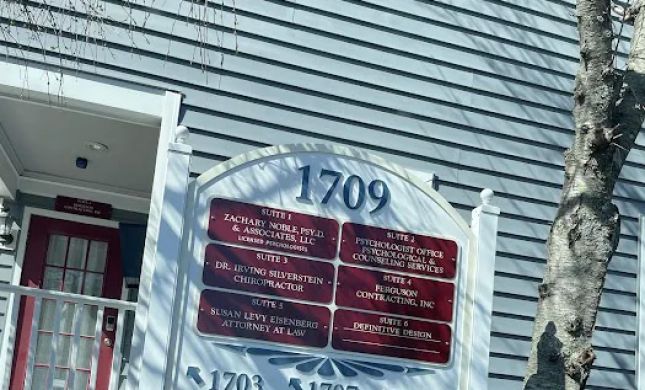 1709
SUITE 1
ZACHARY NOBLE, PSY.D.
& ASSOCIATES, LLC
LICENSED PSYCHOLOGISTS
SUITE 2
PSYCHOLOGIST OFFICE
PSYCHOLOGICAL &
COUNSELING SERVICES
SUITE 3
DR. IRVING SILVERSTEIN
CHIROPRACTOR
SUITE 4
FERGUSON
CONTRACTING, INC
SUITE 5
SUSAN LEVY EISENBERG
ATTORNEY AT LAW
SUITE 6
DEFINITIVE DESIGN
1703
1707